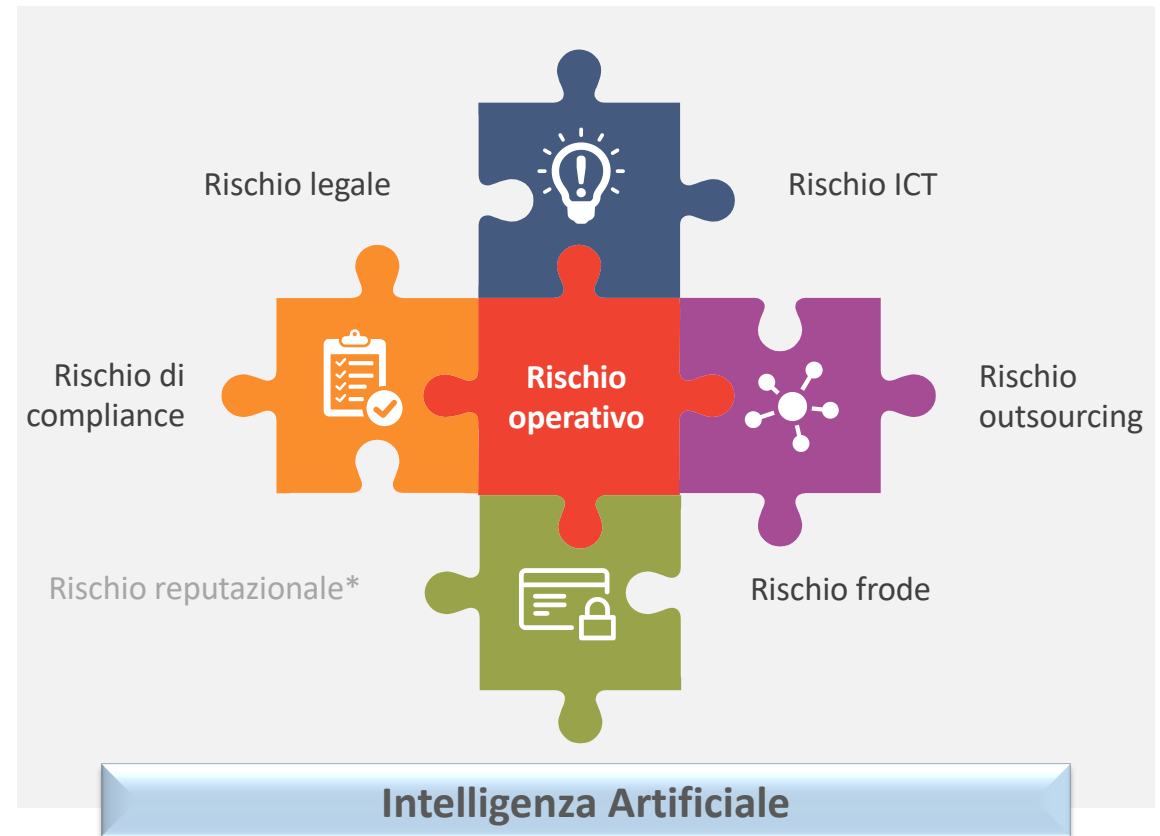 Rischio legale
Rischio ICT
Rischio di
compliance
Rischio
operativo
Rischio
outsourcing
Rischio reputazionale*
Rischio frode
Intelligenza Artificiale